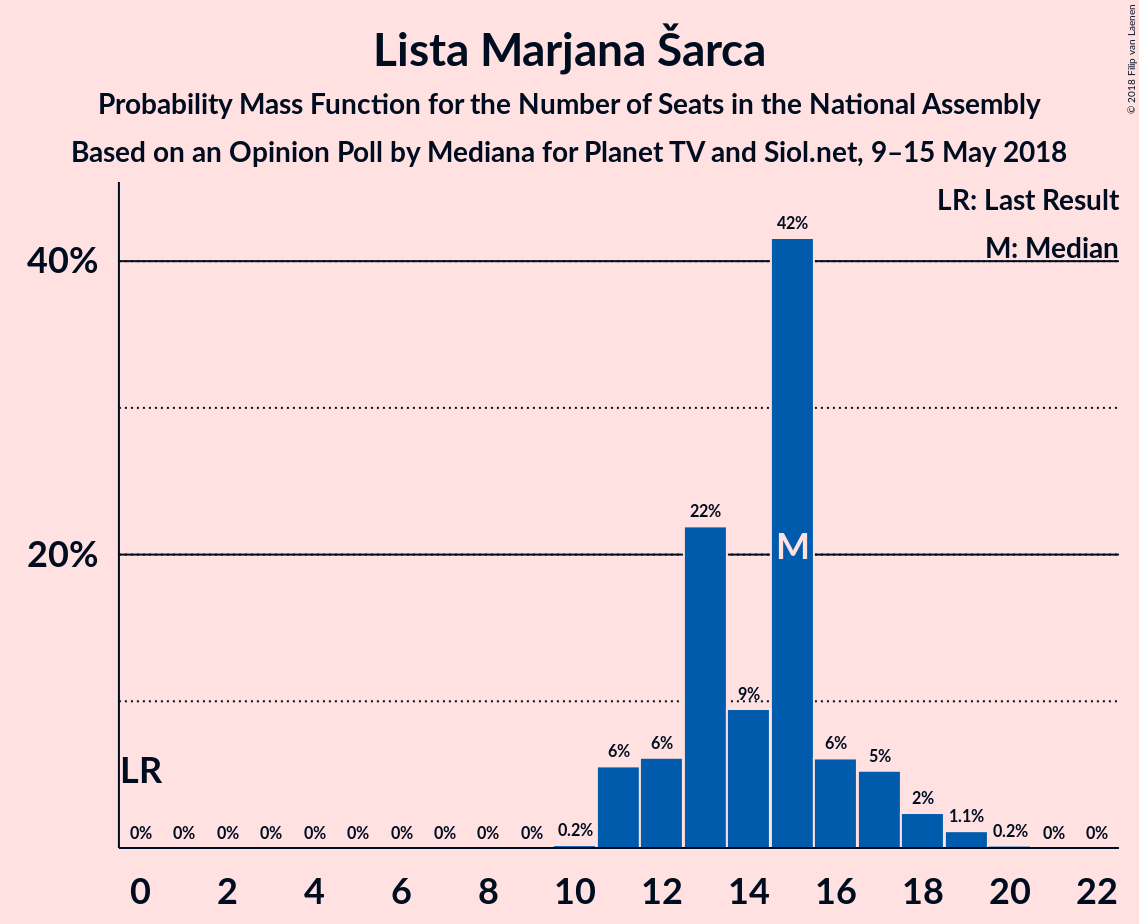 Lista Marjana Šarca
Probability Mass Function for the Number of Seats in the National Assembly
Based on an Opinion Poll by Mediana for Planet TV and Siol.net, 9–15 May 2018
© 2018 Filip van Laenen
LR: Last Result
M: Median
40%
20%
42%
22%
M
9%
6%
6%
6%
5%
2%
1.1%
LR
0% 0% 0% 0% 0% 0% 0% 0% 0% 0% 0.2%
0.2% 0% 0%
0 2 4 6 8 10 12 14 16 18 20 22